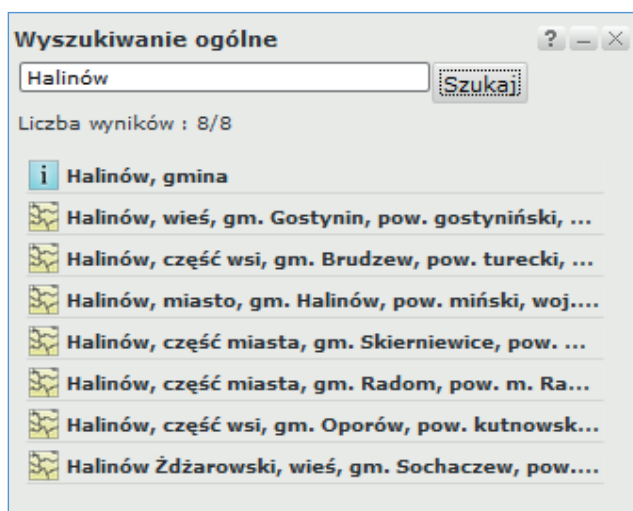 Wyszukiwanie ogólne ? – ×
Halinów Szukaj
Liczba wyników : 8/8
i Halinów, gmina
Halinów, wieś, gm. Gostynin, pow. gostyniński, ...
Halinów, część wsi, gm. Brudzew, pow. turecki, ...
Halinów, miasto, gm. Halinów, pow. miński, woj....
Halinów, część miasta, gm. Skierniewice, pow. ...
Halinów, część miasta, gm. Radom, pow. m. Ra...
Halinów, część wsi, gm. Oporów, pow. kutnowsk...
Halinów Żdżarowski, wieś, gm. Sochaczew, pow....